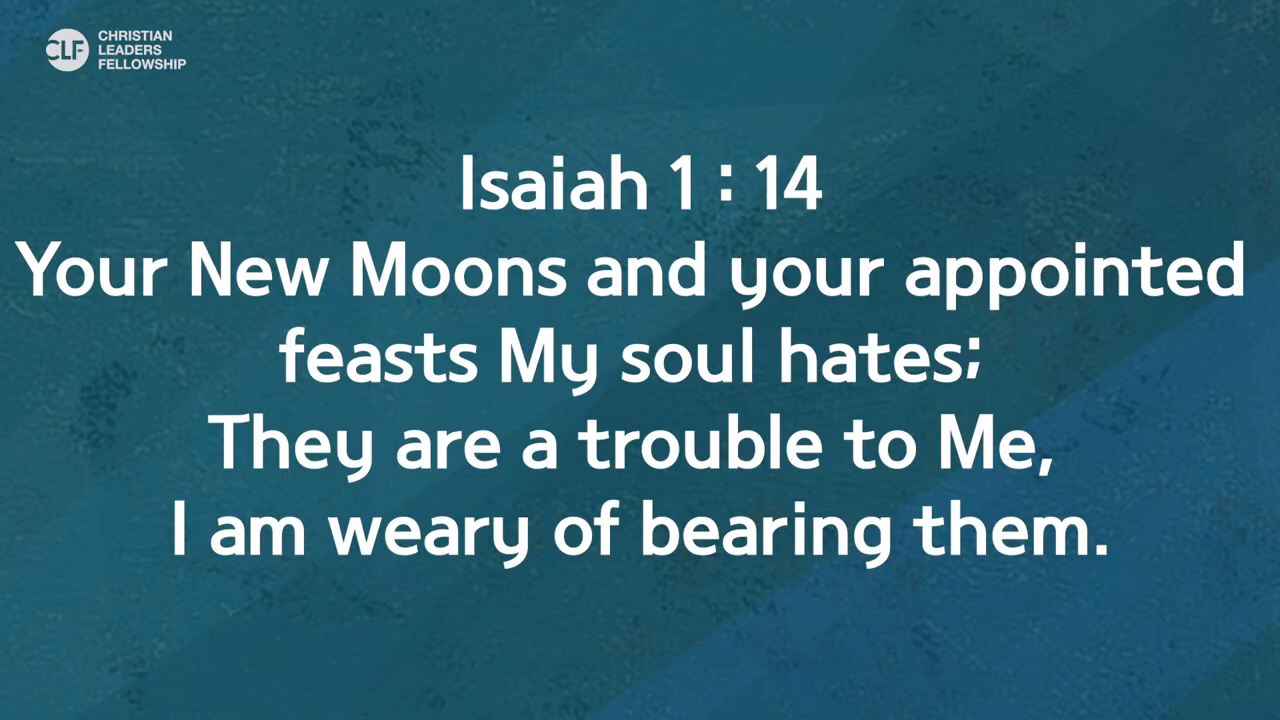 CLF
CHRISTIAN
LEADERS
FELLOWSHIP
Isaiah 1 : 14
Your New Moons and your appointed
feasts My soul hates;
They are a trouble to Me,
I am weary of bearing them.